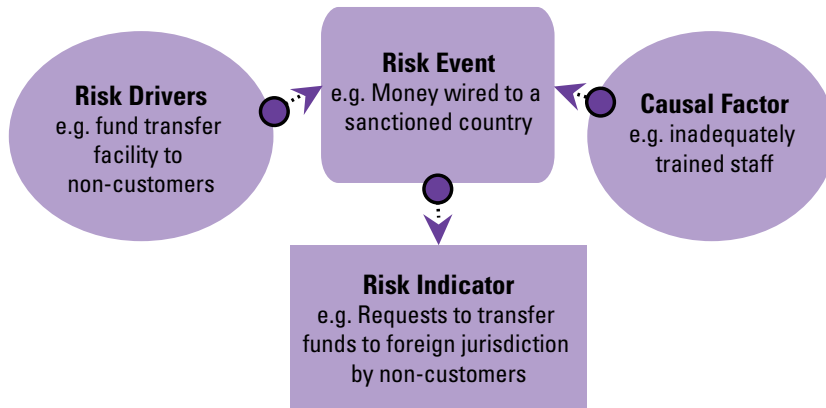 Risk Drivers
e.g. fund transfer
facility to
non-customers
Risk Event
e.g. Money wired to a
sanctioned country
Causal Factor
e.g. inadequately
trained staff
Risk Indicator
e.g. Requests to transfer
funds to foreign jurisdiction
by non-customers